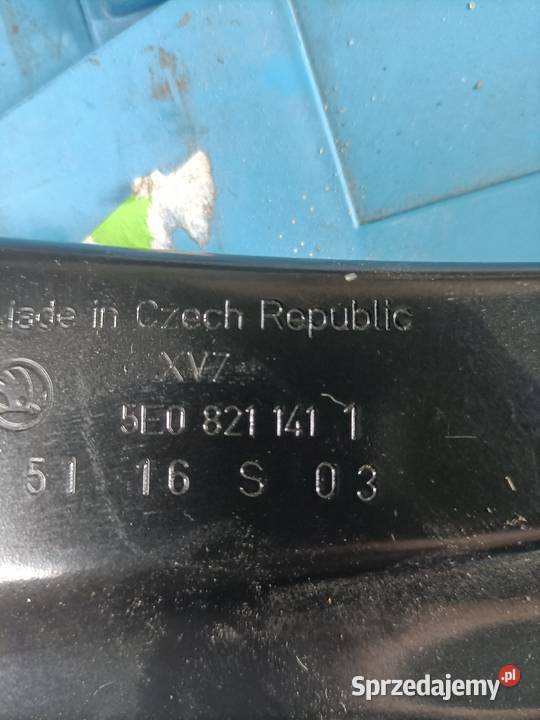 Made in Czech Republic
XVZ
5E0 821 141 1
51 16 S 03
Sprzedajemy.pl